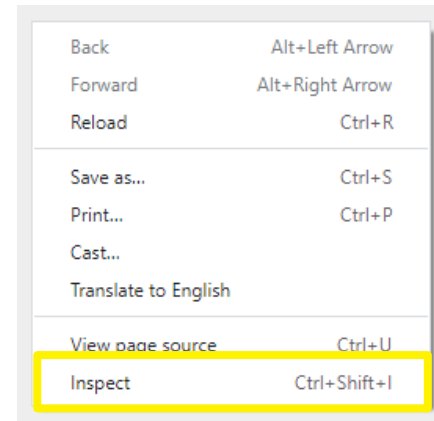 Back Alt+Left Arrow
Forward Alt+Right Arrow
Reload Ctrl+R
Save as... Ctrl+S
Print... Ctrl+P
Cast...
Translate to English
View page source Ctrl+U
Inspect Ctrl+Shift+I